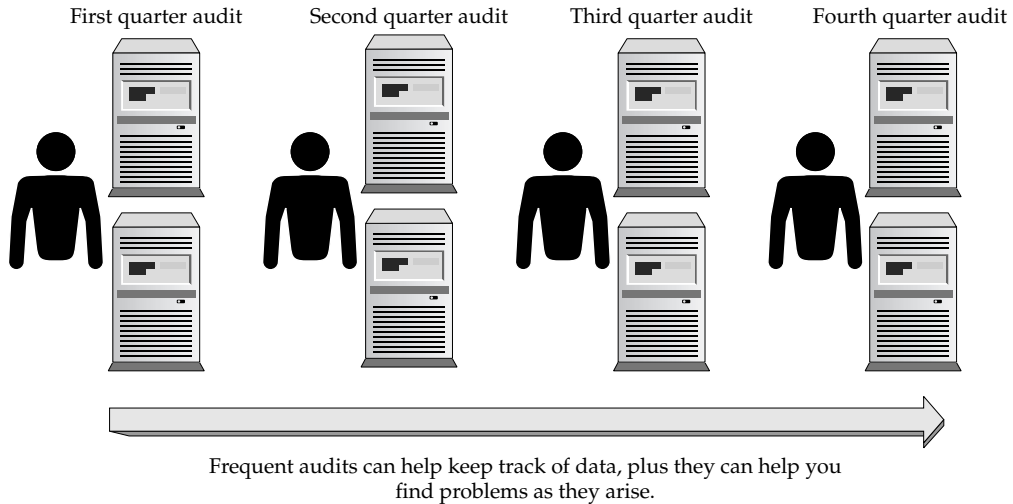 First quarter audit
Second quarter audit
Third quarter audit
Fourth quarter audit
Frequent audits can help keep track of data, plus they can help you
find problems as they arise.